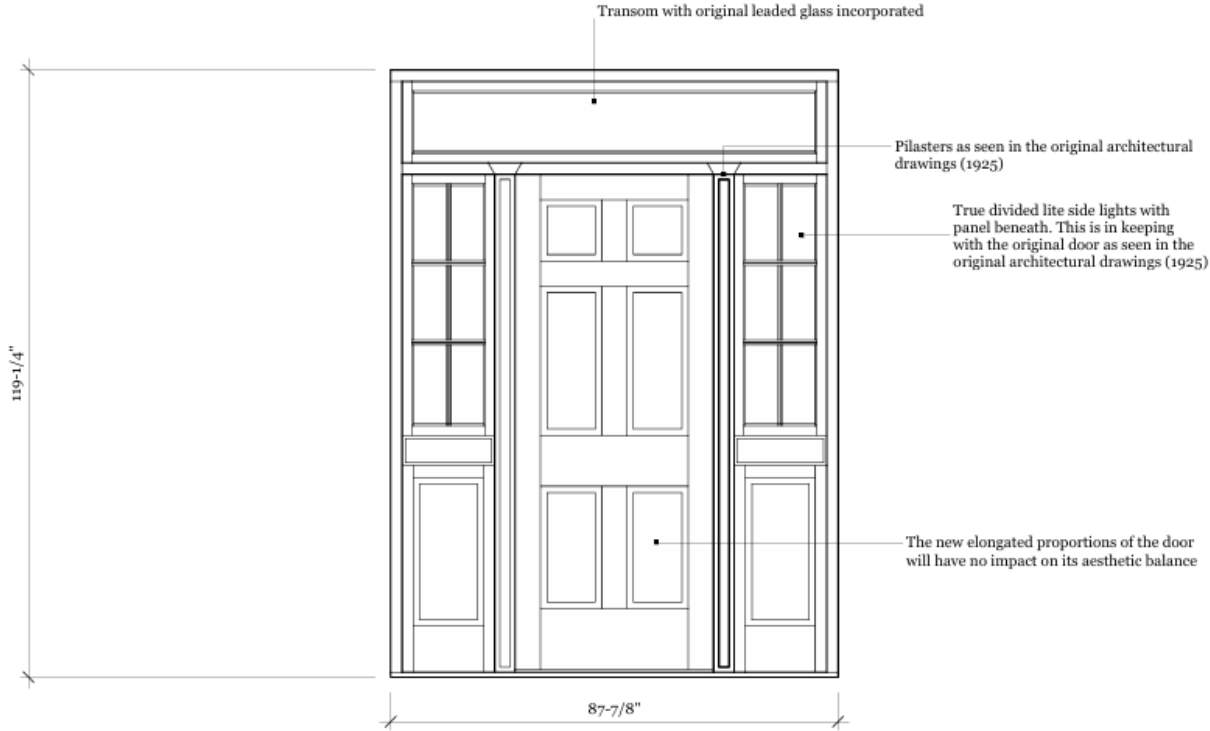 Transom with original leaded glass incorporated
Pilasters as seen in the original architectural
drawings (1925)
True divided lite side lights with
panel beneath. This is in keeping
with the original door as seen in the
original architectural drawings (1925)
119-1/4"
The new elongated proportions of the door
will have no impact on its aesthetic balance
87-7/8"